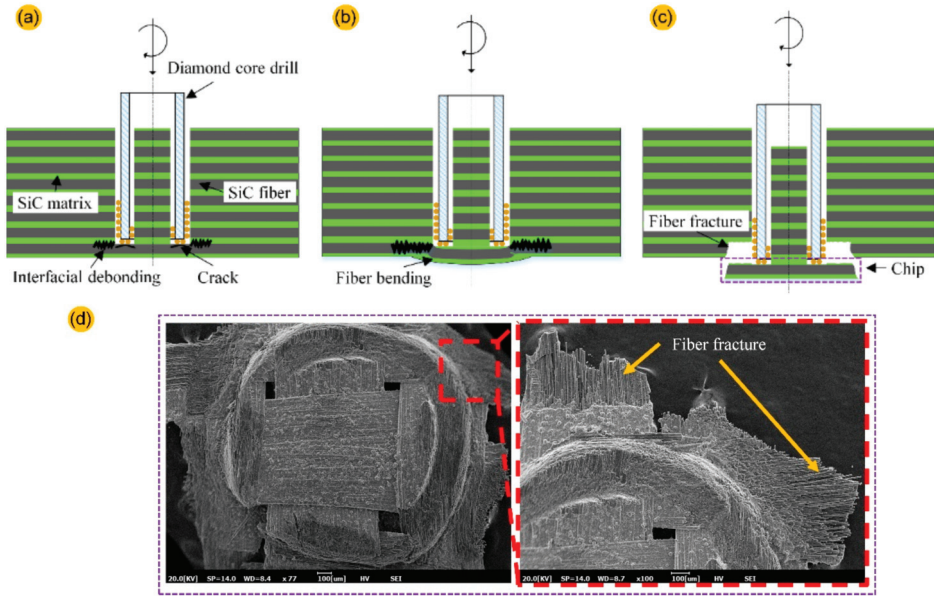 (a)
(b)
(c)
Diamond core drill
SiC matrix
SiC fiber
Interfacial debonding
Crack
Fiber bending
Fiber fracture
Chip
(d)
Fiber fracture
20.0[KV] SP=14.0 WD=8.4 x 77 100[um] HV SEI
20.0[KV] SP=14.0 WD=8.7 x100 100[um] HV SEI